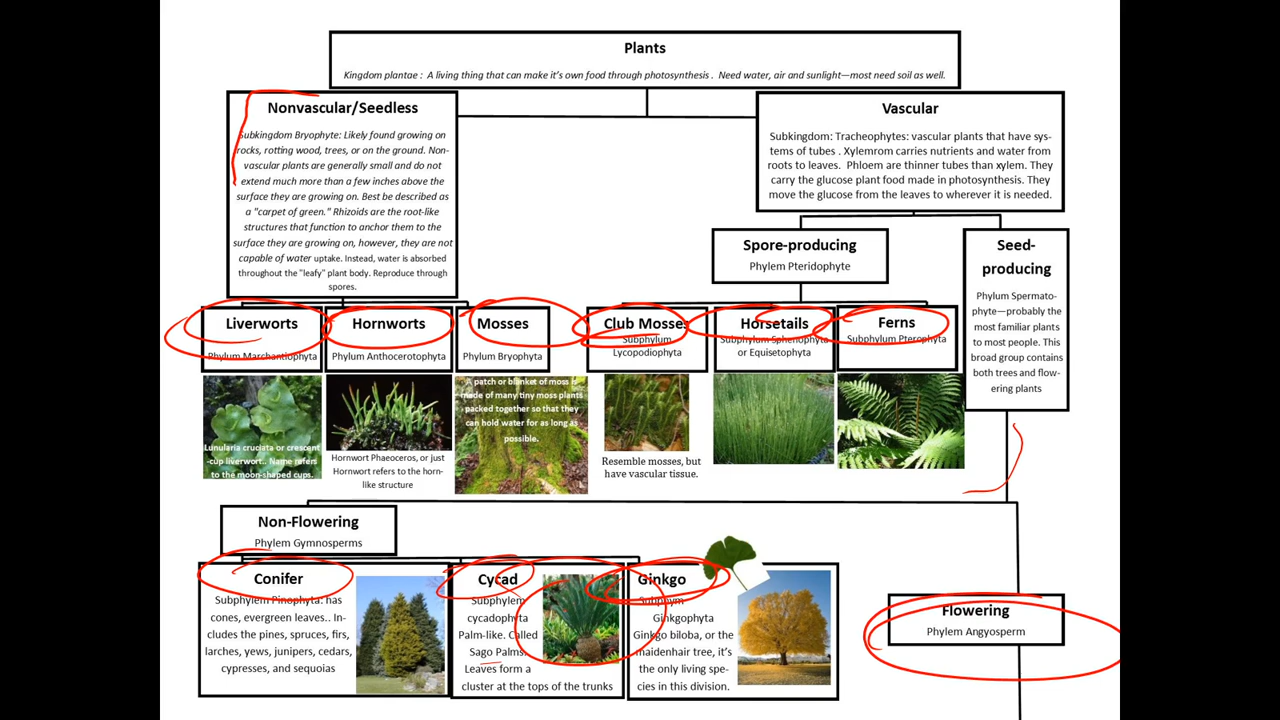 Plants
Kingdom plantae : A living thing that can make it's own food through photosynthesis . Need water, air and sunlight—most need soil as well.
Nonvascular/Seedless
Subkingdom Bryophyte: Likely found growing on
rocks, rotting wood, trees, or on the ground. Non-
vascular plants are generally small and do not
extend much more than a few inches above the
surface they are growing on. Best be described as
a "carpet of green." Rhizoids are the root-like
structures that function to anchor them to the
surface they are growing on, however, they are not
capable of water uptake. Instead, water is absorbed
throughout the "leafy" plant body. Reproduce through
spores.
Vascular
Subkingdom: Tracheophytes: vascular plants that have sys-
tems of tubes . Xylemrom carries nutrients and water from
roots to leaves. Phloem are thinner tubes than xylem. They
carry the glucose plant food made in photosynthesis. They
move the glucose from the leaves to wherever it is needed.
Spore-producing
Phylem Pteridophyte
Seed-
producing
Phylum Spermato-
phyte—probably the
most familiar plants
to most people. This
broad group contains
both trees and flow-
ering plants
Liverworts
Phylum Marchantiophyta
Hornworts
Phylum Anthocerotophyta
Mosses
Phylum Bryophyta
Club Mosses
Subphylum
Lycopodiophyta
Horsetails
Subphylum Sphenophyta
or Equisetophyta
Ferns
Subphylum Pterophyta
Lunularia cruciata or crescent
-cup liverwort.. Name refers
to the moon-shaped cups.
Hornwort Phaeoceros, or just
Hornwort refers to the horn-
like structure
A patch or blanket of moss is
made of many tiny moss plants
packed together so that they
can hold water for as long as
possible.
Resemble mosses, but
have vascular tissue.
Non-Flowering
Phylem Gymnosperms
Conifer
Subphylem Pinophyta: has
cones, evergreen leaves.. In-
cludes the pines, spruces, firs,
larches, yews, junipers, cedars,
cypresses, and sequoias
Cycad
Subphylem
cycadophyta
Palm-like. Called
Sago Palms.
Leaves form a
cluster at the tops of the trunks
Ginkgo
Ginkgophyta
Ginkgo biloba, or the
maidenhair tree, it's
the only living spe-
cies in this division.
Flowering
Phylem Angyosperm